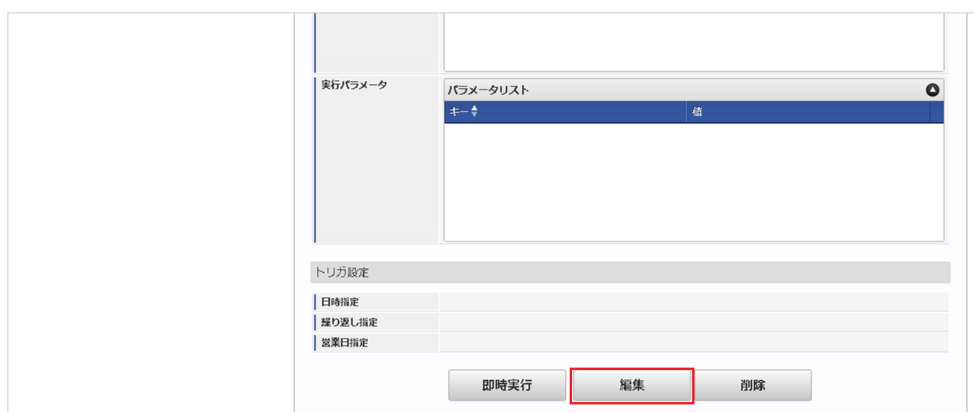 実行パラメータ
パラメータリスト
キー 値
トリガ設定
日時指定
繰り返し指定
営業日指定
即時実行 編集 削除